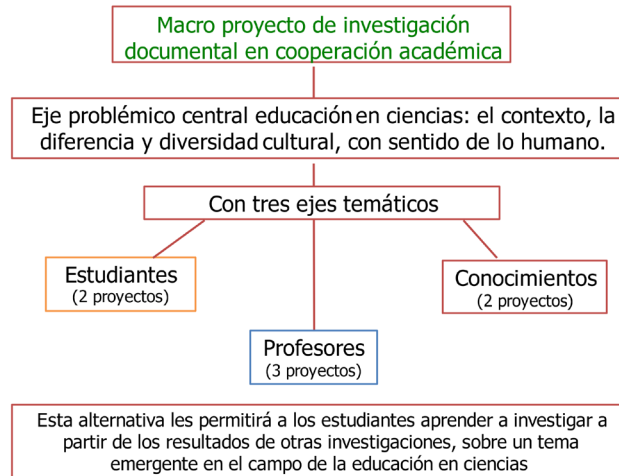 Macro proyecto de investigación
documental en cooperación académica
Eje problémico central educación en ciencias: el contexto, la
diferencia y diversidad cultural, con sentido de lo humano.
Con tres ejes temáticos
Estudiantes
(2 proyectos)
Conocimientos
(2 proyectos)
Profesores
(3 proyectos)
Esta alternativa les permitirá a los estudiantes aprender a investigar a
partir de los resultados de otras investigaciones, sobre un tema
emergente en el campo de la educación en ciencias